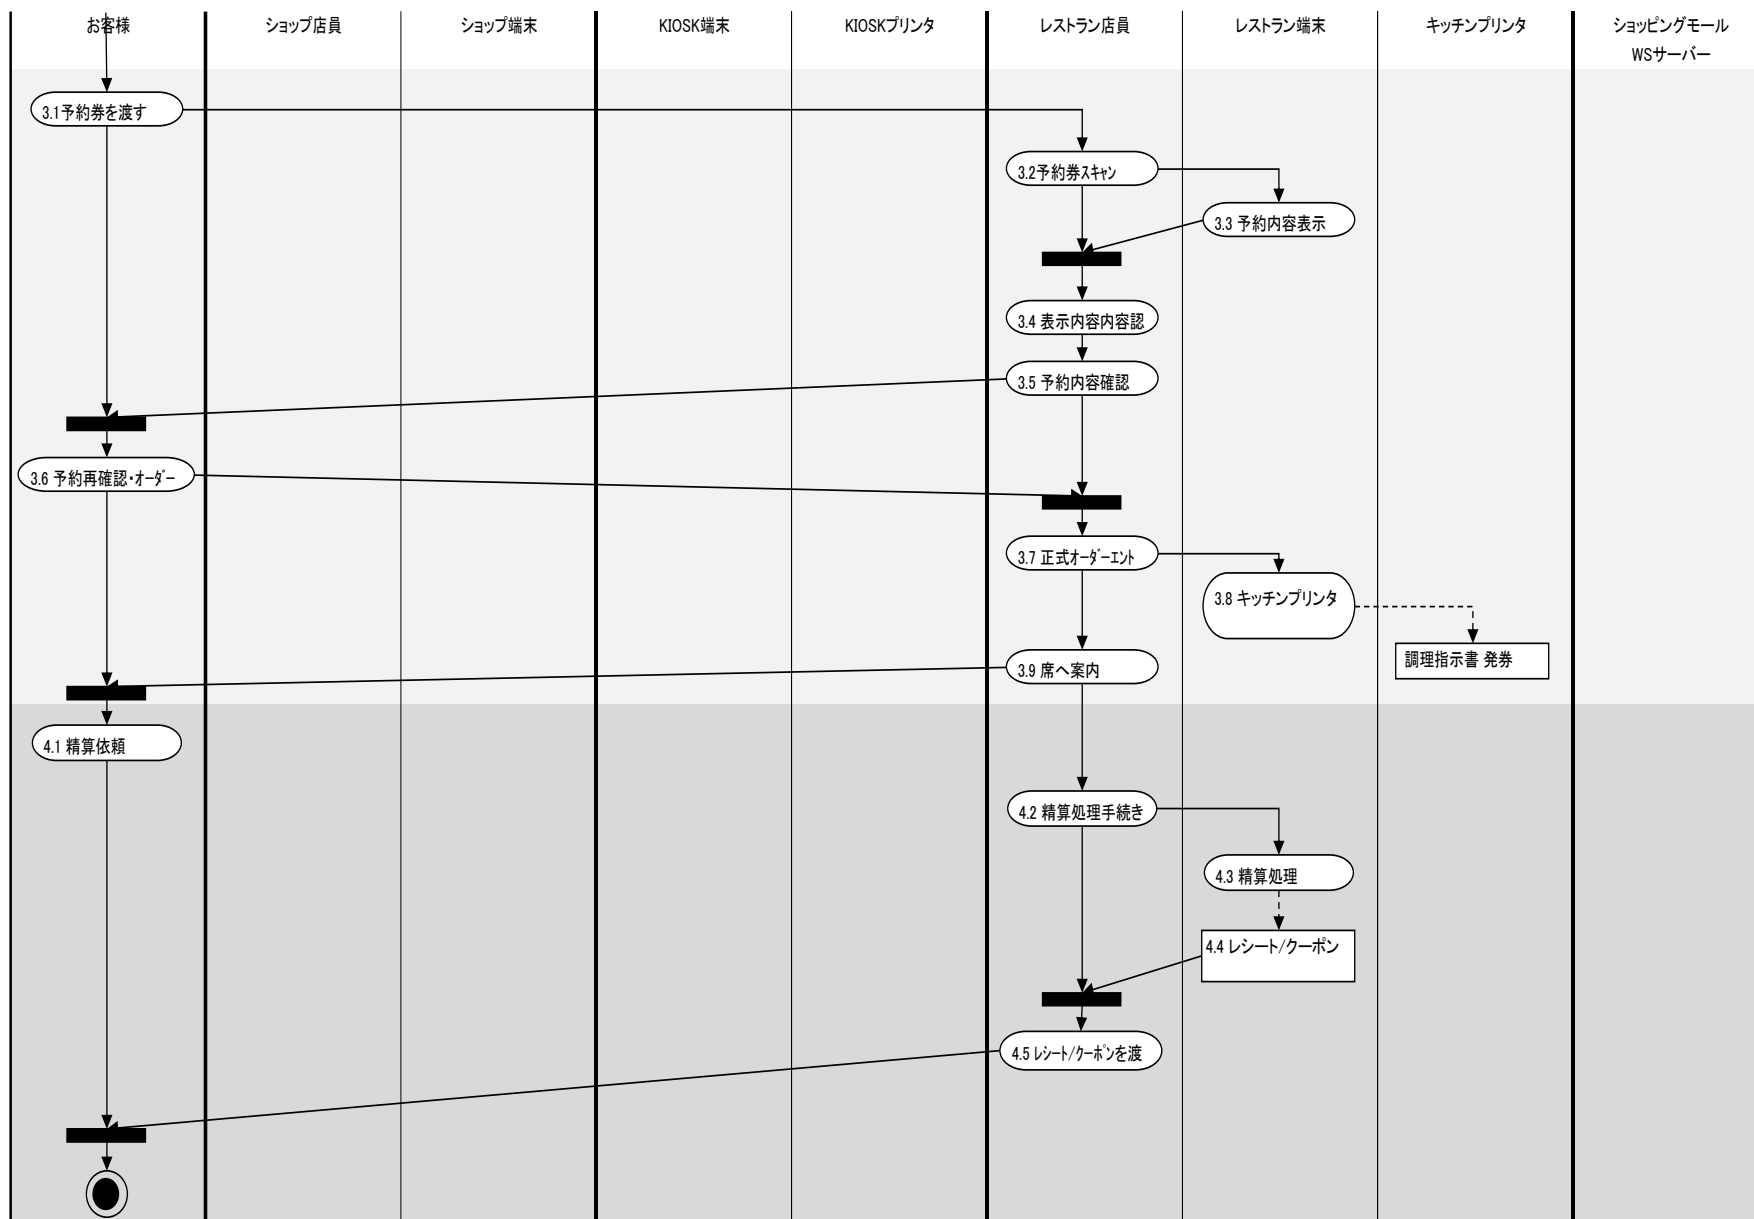 お客様
ショップ店員
ショップ端末
KIOSK端末
KIOSKプリンタ
レストラン店員
レストラン端末
キッチンプリンタ
ショッピングモール
WSサーバー
3.1予約券を渡す
3.2予約券スキャン
3.3 予約内容表示
3.4 表示内容内容認
3.5 予約内容確認
3.6 予約再確認・オーダー
3.7 正式オーダーエント
3.8 キッチンプリンタ
調理指示書 発券
3.9 席へ案内
4.1 精算依頼
4.2 精算処理手続き
4.3 精算処理
4.4 レシート/クーポン
4.5 レシート/クーポンを渡